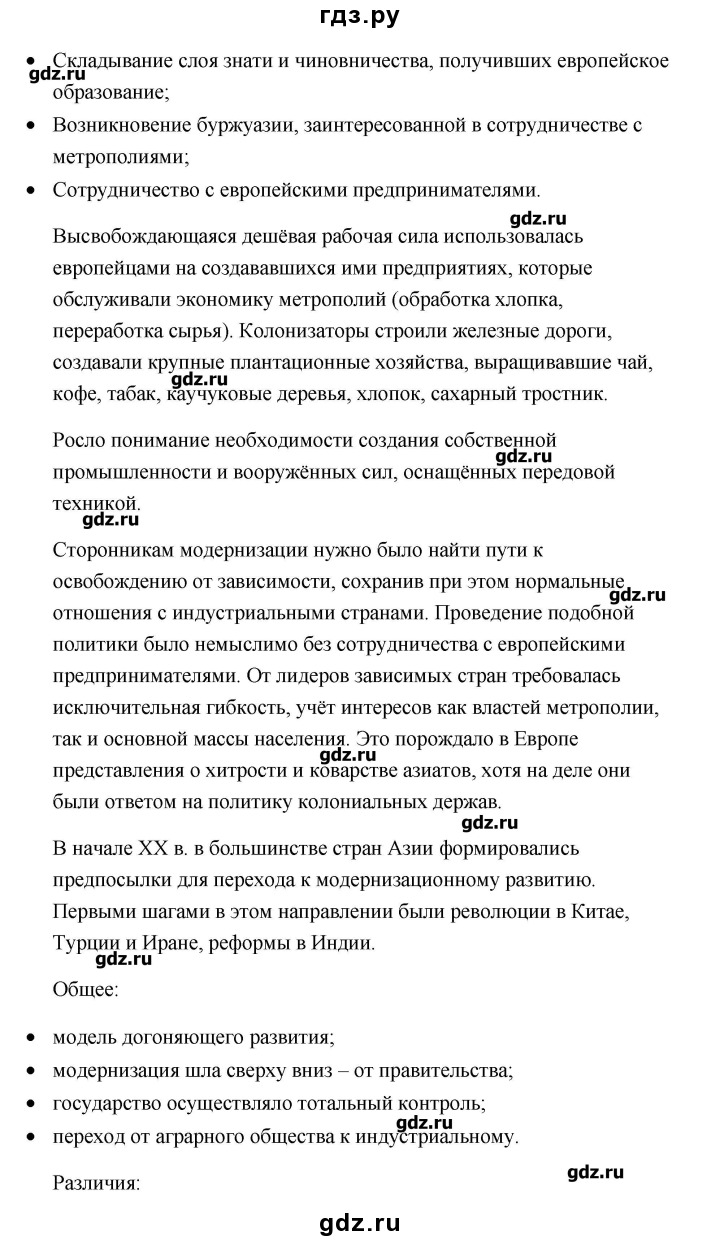 гдз.ру
• Складывание слоя знати и чиновничества, получивших европейское
gdz.ru
образование;
• Возникновение буржуазии, заинтересованной в сотрудничестве с
метрополиями;
• Сотрудничество с европейскими предпринимателями.
gdz.ru
Высвобождающаяся дешёвая рабочая сила использовалась
европейцами на создававшихся ими предприятиях, которые
обслуживали экономику метрополий (обработка хлопка,
переработка сырья). Колонизаторы строили железные дороги,
создавали крупные плантационные хозяйства, выращивавшие чай,
gdz.ru
кофе, табак, каучуковые деревья, хлопок, сахарный тростник.
Росло понимание необходимости создания собственной
gdz.ru
промышленности и вооружённых сил, оснащённых передовой
техникой.
gdz.ru
Сторонникам модернизации нужно было найти пути к
освобождению от зависимости, сохранив при этом нормальные
gdz.ru
отношения с индустриальными странами. Проведение подобной
политики было немыслимо без сотрудничества с европейскими
предпринимателями. От лидеров зависимых стран требовалась
исключительная гибкость, учёт интересов как властей метрополии,
так и основной массы населения. Это порождало в Европе
gdz.ru
представления о хитрости и коварстве азиатов, хотя на деле они
были ответом на политику колониальных держав.
gdz.ru
В начале XX в. в большинстве стран Азии формировались
предпосылки для перехода к модернизационному развитию.
Первыми шагами в этом направлении были революции в Китае,
Турции и Иране, реформы в Индии.
gdz.ru
Общее:
• модель догоняющего развития;
• модернизация шла сверху вниз – от правительства;
• государство осуществляло тотальный контроль;
gdz.ru
• переход от аграрного общества к индустриальному.
gdz.ru
Различия:
gdz.ru